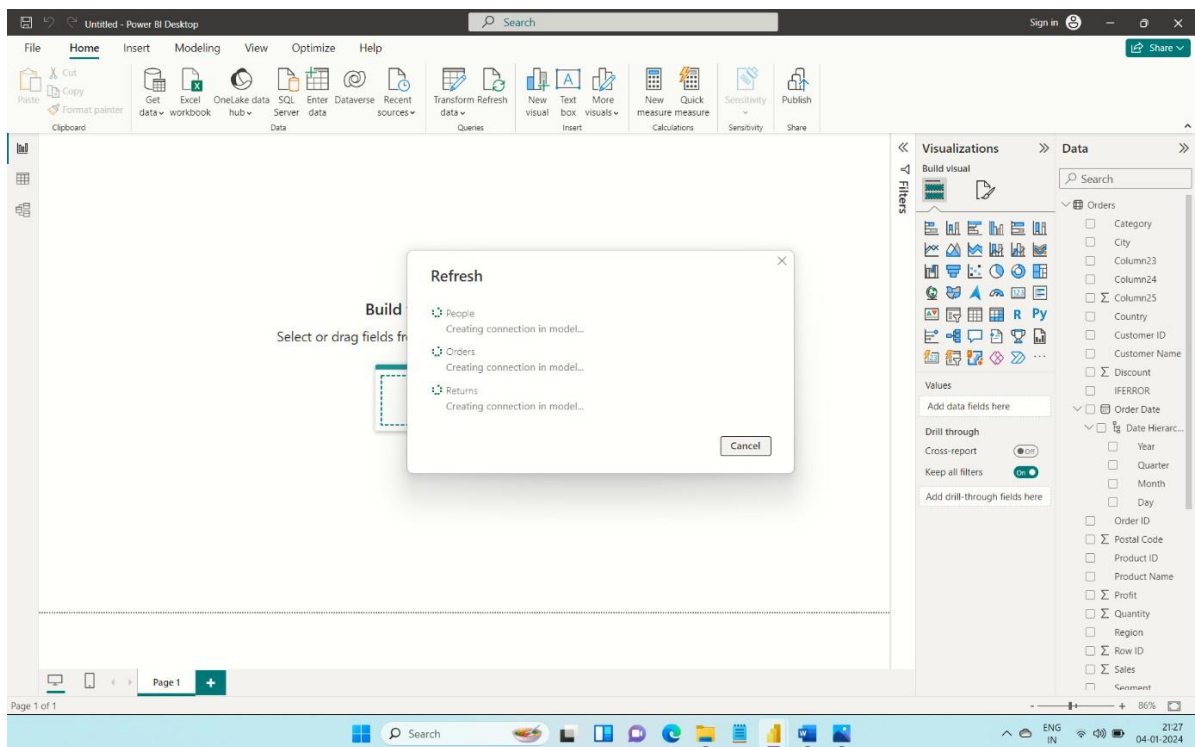 Untitled - Power BI Desktop
Search
Sign in
File Home Insert Modeling View Optimize Help
Share
Paste
Cut
Copy
Format painter
Clipboard
Get data
Excel workbook
OneLake data hub
SQL Server
Enter data
Dataverse
Recent sources
Data
Transform data
Refresh
Queries
New visual
Text box
More visuals
Insert
New measure
Quick measure
Calculations
Sensitivity
Sensitivity
Publish
Share
Build
Select or drag fields fr
Refresh
People
Creating connection in model...
Orders
Creating connection in model...
Returns
Creating connection in model...
Cancel
Filters
Visualizations
Build visual
123
R Py
Values
Add data fields here
Drill through
Cross-report
Off
Keep all filters
On
Add drill-through fields here
Data
Search
Orders
Category
City
Column23
Column24
Column25
Country
Customer ID
Customer Name
Discount
IFERROR
Order Date
Date Hierarc...
Year
Quarter
Month
Day
Order ID
Postal Code
Product ID
Product Name
Profit
Quantity
Region
Row ID
Sales
Segment
Page 1
Page 1 of 1
86%
Search
ENG
IN
21:27
04-01-2024